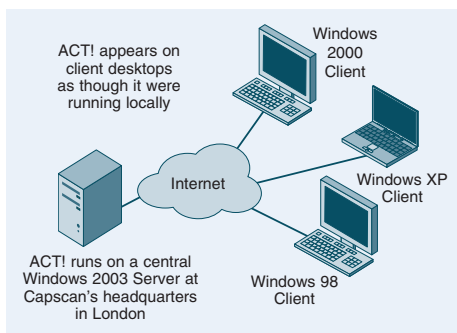 ACT! appears on
client desktops
as though it were
running locally
Windows
2000
Client
Internet
Windows XP
Client
Windows 98
Client
ACT! runs on a central
Windows 2003 Server at
Capscan's headquarters
in London